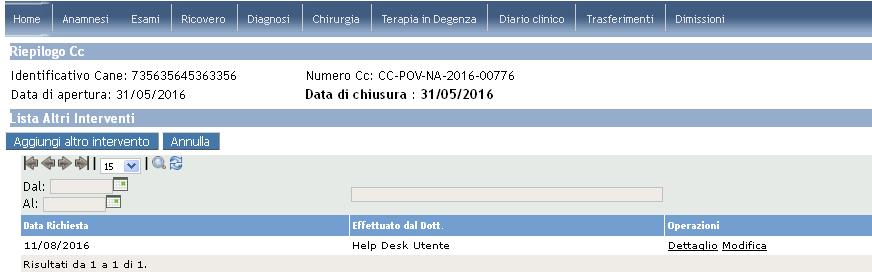 Home Anamnesi Esami Ricovero Diagnosi Chirurgia Terapia in Degenza Diario clinico Trasferimenti Dimissioni
Riepilogo Cc
Identificativo Cane: 735635645363356 Numero Cc: CC-POV-NA-2016-00776
Data di apertura: 31/05/2016 Data di chiusura : 31/05/2016
Lista Altri Interventi
Aggiungi altro intervento Annulla
15
Dal:
Al:
Data Richiesta Effettuato dal Dott. Operazioni
11/08/2016 Help Desk Utente Dettaglio Modifica
Risultati da 1 a 1 di 1.